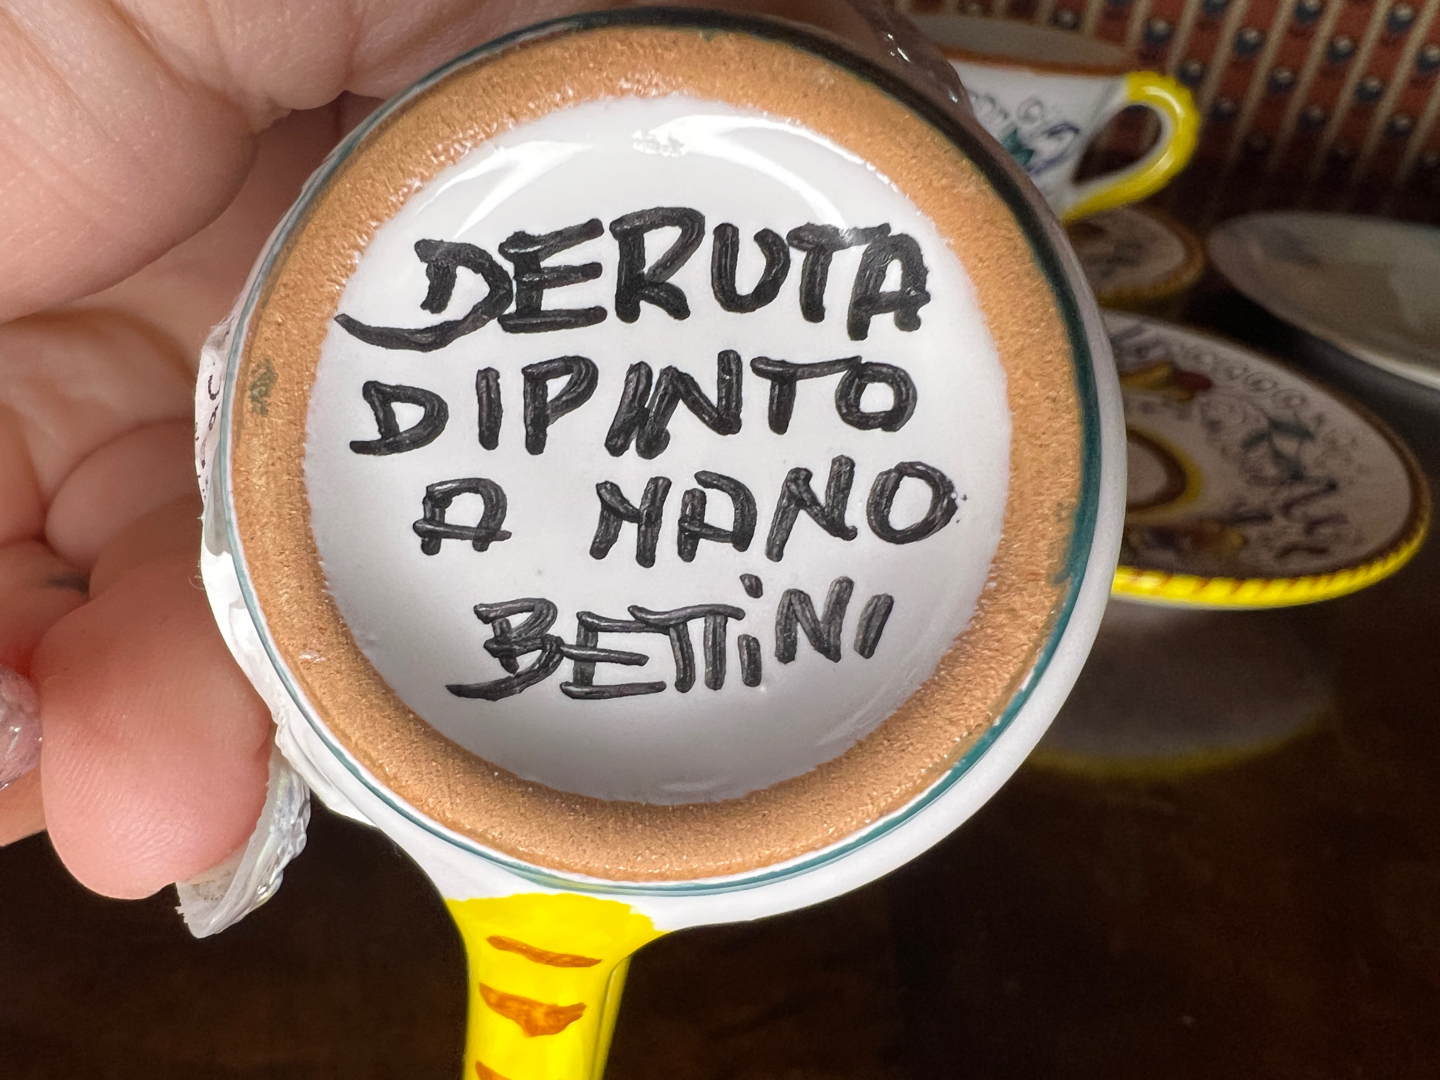 DERUTA
DIPINTO
A MANO
BETTiNI